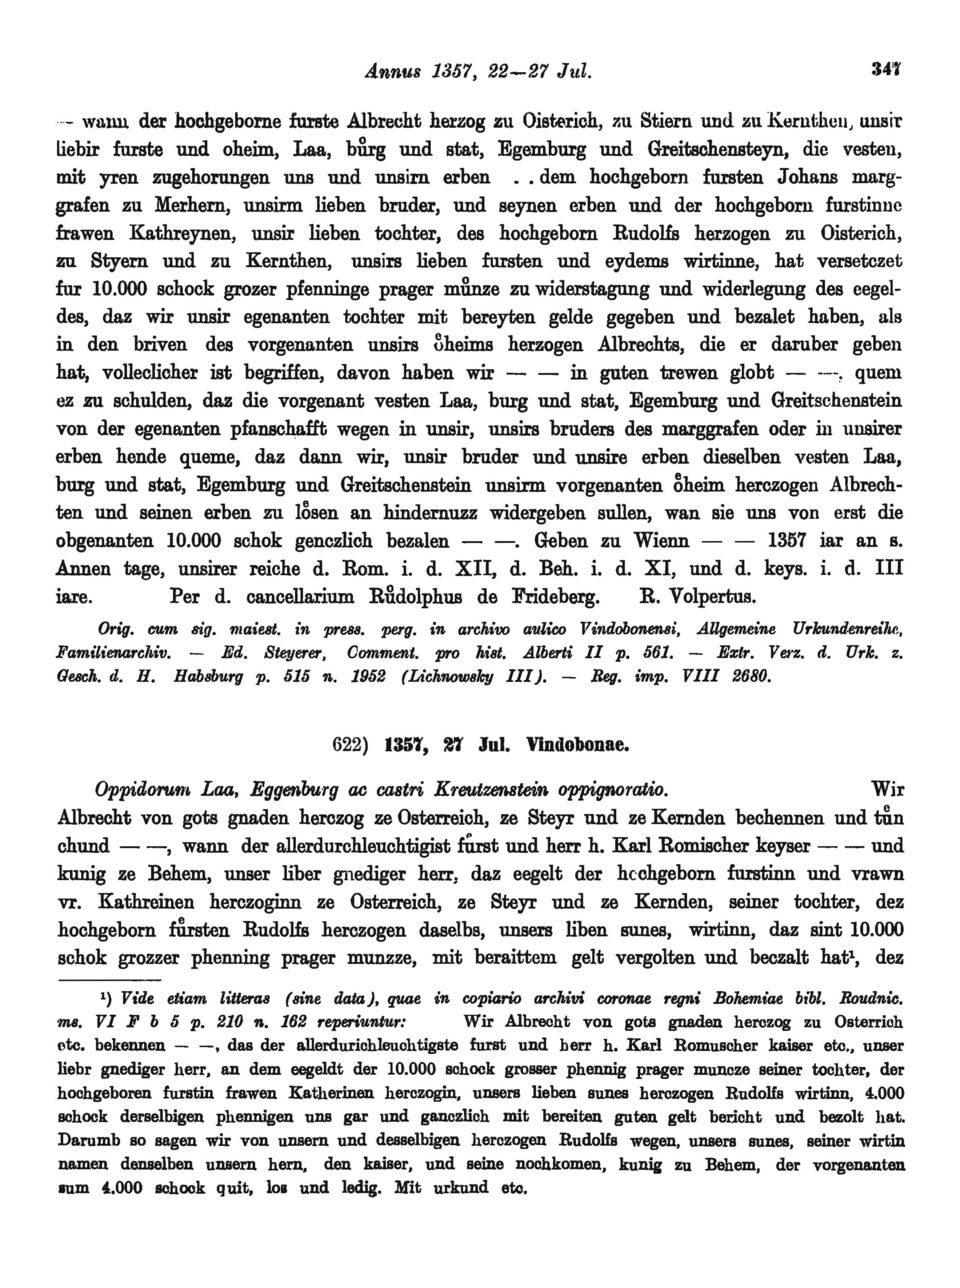 Annus 1357, 22—27 Jul. 347
— wann der hochgeborne furste Albrecht herzog zu Oisterich, zu Stiern und zu Kernthen, unsir
liebir furste und oheim, Laa, bůrg und stat, Egemburg und Greitschensteyn, die vesten,
mit yren zugehorungen uns und unsirn erben . . dem hochgeborn fursten Johans marg-
grafen zu Merhern, unsirm lieben bruder, und seynen erben und der hochgeborn furstinne
frawen Kathreynen, unsir lieben tochter, des hochgeborn Rudolfs herzogen zu Oisterich,
zu Styern und zu Kernthen, unsirs lieben fursten und eydems wirtinne, hat versetczet
fur 10.000 schock grozer pfenninge prager můnze zu widerstagung und widerlegung des eegel-
des, daz wir unsir egenanten tochter mit bereyten gelde gegeben und bezalet haben, als
in den briven des vorgenanten unsirs o̊heims herzogen Albrechts, die er daruber geben
hat, volleclicher ist begriffen, davon haben wir — — in guten trewen globt — —, quem
ez zu schulden, daz die vorgenant vesten Laa, burg und stat, Egemburg und Greitschenstein
von der egenanten pfanschafft wegen in unsir, unsirs bruders des marggrafen oder in unsirer
erben hende queme, daz dann wir, unsir bruder und unsire erben dieselben vesten Laa,
burg und stat, Egemburg und Greitschenstein unsirm vorgenanten o̊heim herczogen Albrech-
ten und seinen erben zu lo̊sen an hindernuzz widergeben sullen, wan sie uns von erst die
obgenanten 10.000 schok genczlich bezalen — —. Geben zu Wienn — — 1357 iar an s.
Annen tage, unsirer reiche d. Rom. i. d. XII, d. Beh. i. d. XI, und d. keys. i. d. III
iare. Per d. cancellarium Růdolphus de Frideberg. R. Volpertus.
Orig. cum sig. maiest. in press. perg. in archivo aulico Vindobonensi, Allgemeine Urkundenreihe,
Familienarchiv. — Ed. Steyerer, Comment. pro hist. Alberti II p. 561. — Extr. Verz. d. Urk. z.
Gesch. d. H. Habsburg p. 515 n. 1952 (Lichnowsky III). — Reg. imp. VIII 2680.
622) 1357, 27 Jul. Vindobonae.
Oppidorum Laa, Eggenburg ac castri Kreutzenstein oppignoratio. Wir
Albrecht von gots gnaden herczog ze Osterreich, ze Steyr und ze Kernden bechennen und tůn
chund — —, wann der allerdurchleuchtigist fuͤrst und herr h. Karl Romischer keyser — — und
kunig ze Behem, unser liber gnediger herr, daz eegelt der hochgeborn furstinn und vrawn
vr. Kathreinen herczoginn ze Osterreich, ze Steyr und ze Kernden, seiner tochter, dez
hochgeborn fuͤrsten Rudolfs herczogen daselbs, unsers liben sunes, wirtinn, daz sint 10.000
schok grozzer phenning prager munzze, mit beraittem gelt vergolten und beczalt hat¹, dez
¹) Vide etiam litteras (sine data), quae in copiario archivi coronae regni Bohemiae bibl. Roudnic.
ms. VI F b 5 p. 210 n. 162 reperiuntur: Wir Albrecht von gots gnaden herczog zu Osterrich
etc. bekennen — —, das der allerdurichleuchtigste furst und herr h. Karl Romuscher kaiser etc., unser
liebr gnediger herr, an dem eegeldt der 10.000 schock grosser phennig prager muncze seiner tochter, der
hochgeboren furstin frawen Katherinen herczogin, unsers lieben sunes herczogen Rudolfs wirtinn, 4.000
schock derselbigen phennigen uns gar und ganczlich mit bereiten guten gelt bericht und bezolt hat.
Darumb so sagen wir von unsern und desselbigen herczogen Rudolfs wegen, unsers sunes, seiner wirtin
namen denselben unsern hern, den kaiser, und seine nochkomen, kunig zu Behem, der vorgenanten
sum 4.000 schock quit, los und ledig. Mit urkund etc.